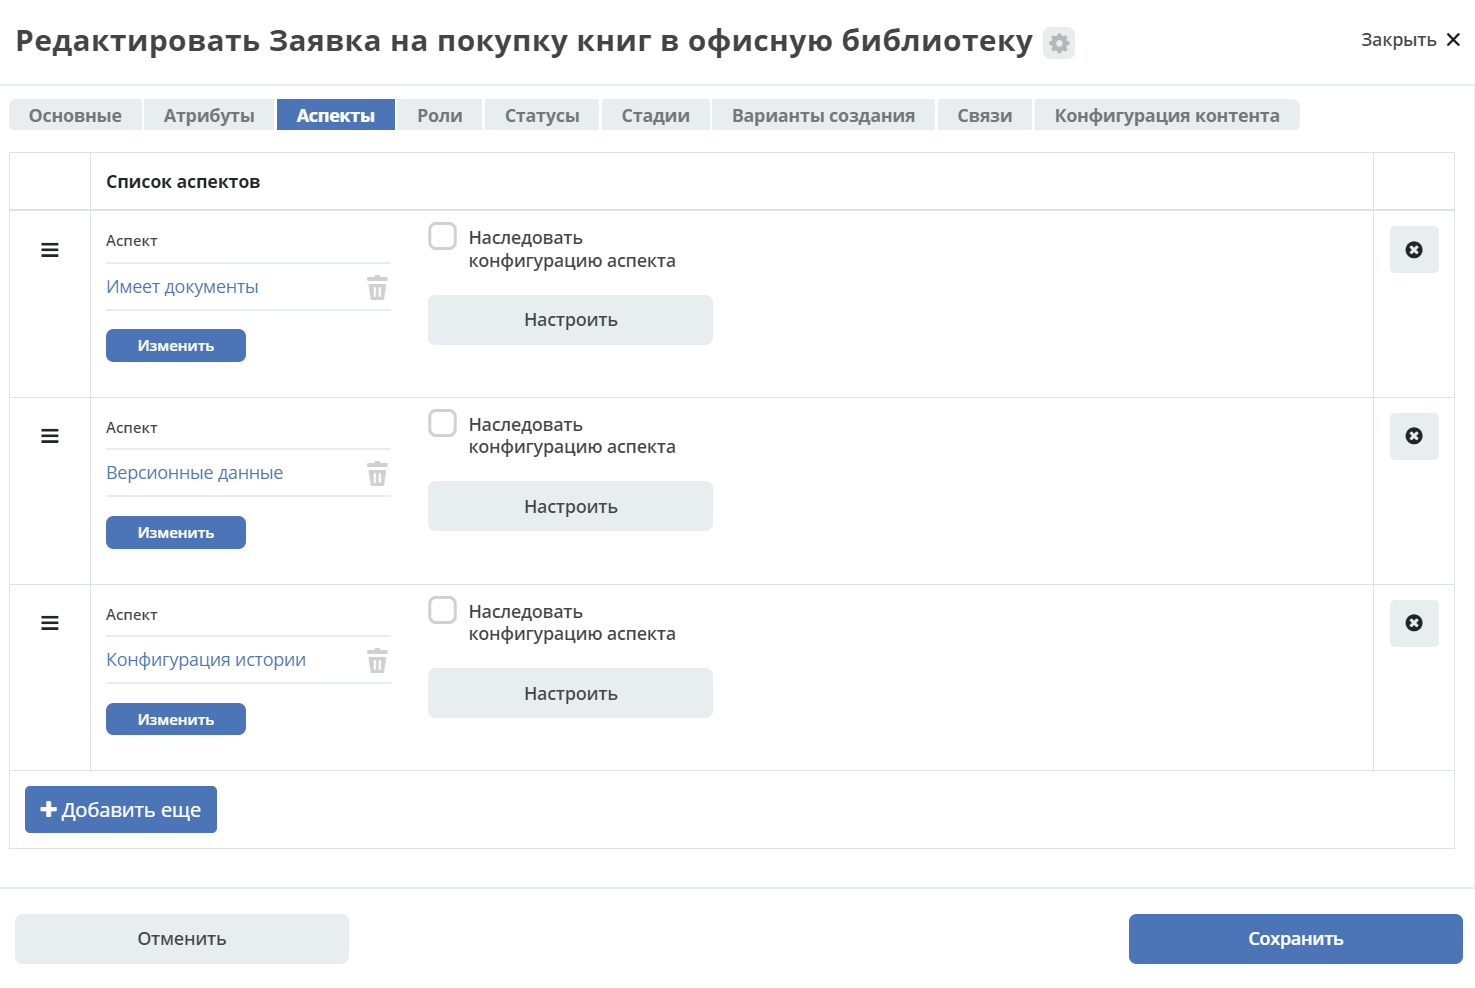 Редактировать Заявка на покупку книг в офисную библиотеку
Закрыть
Основные Атрибуты Аспекты Роли Статусы Стадии Варианты создания Связи Конфигурация контента
Список аспектов
Аспект
Имеет документы
Изменить
Наследовать
конфигурацию аспекта
Настроить
Аспект
Версионные данные
Изменить
Наследовать
конфигурацию аспекта
Настроить
Аспект
Конфигурация истории
Изменить
Наследовать
конфигурацию аспекта
Настроить
Добавить еще
Отменить
Сохранить